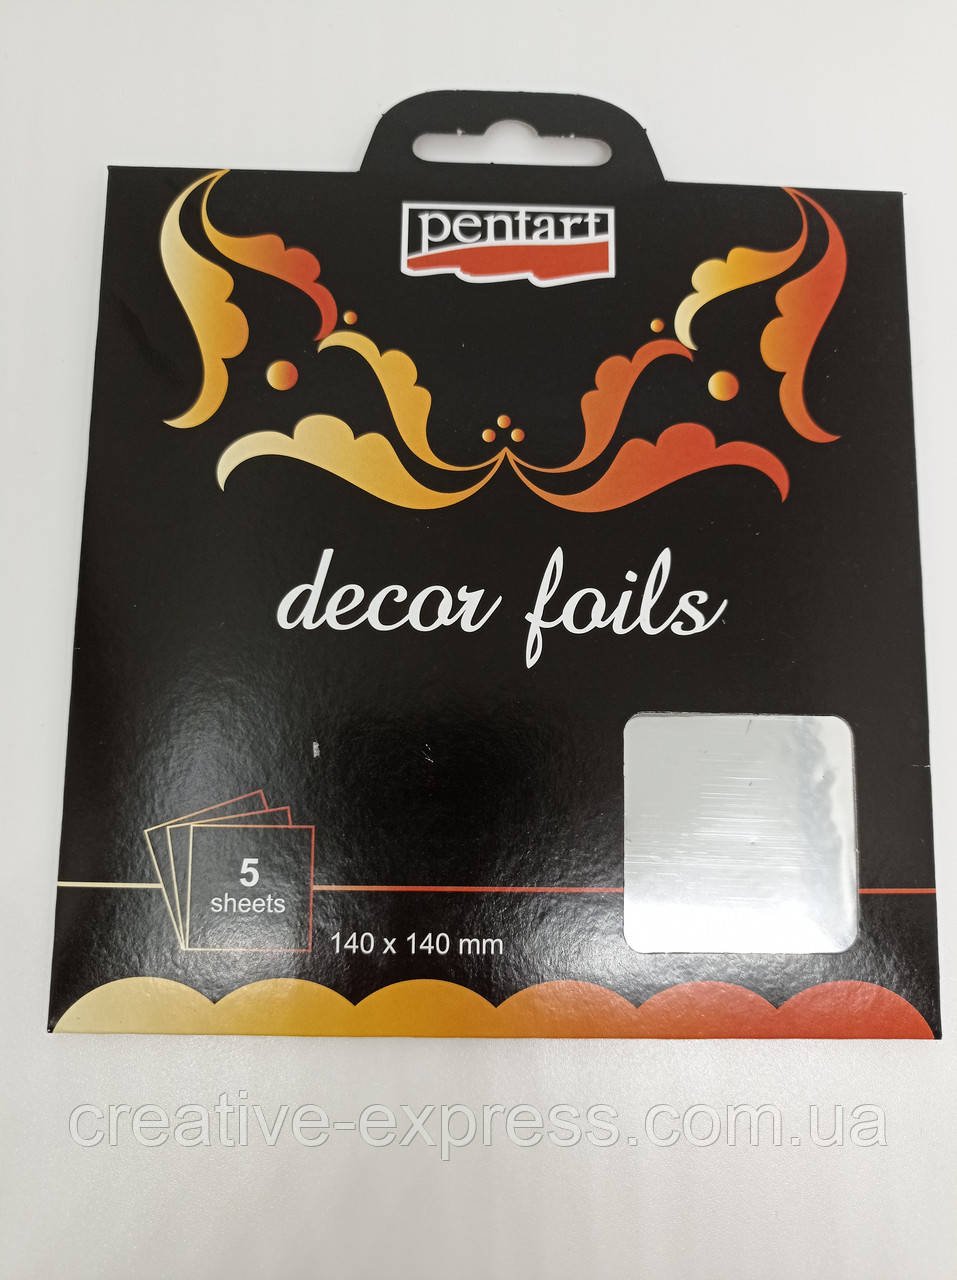 pentart
decor foils
5
sheets
140 x 140 mm
creative-express.com.ua